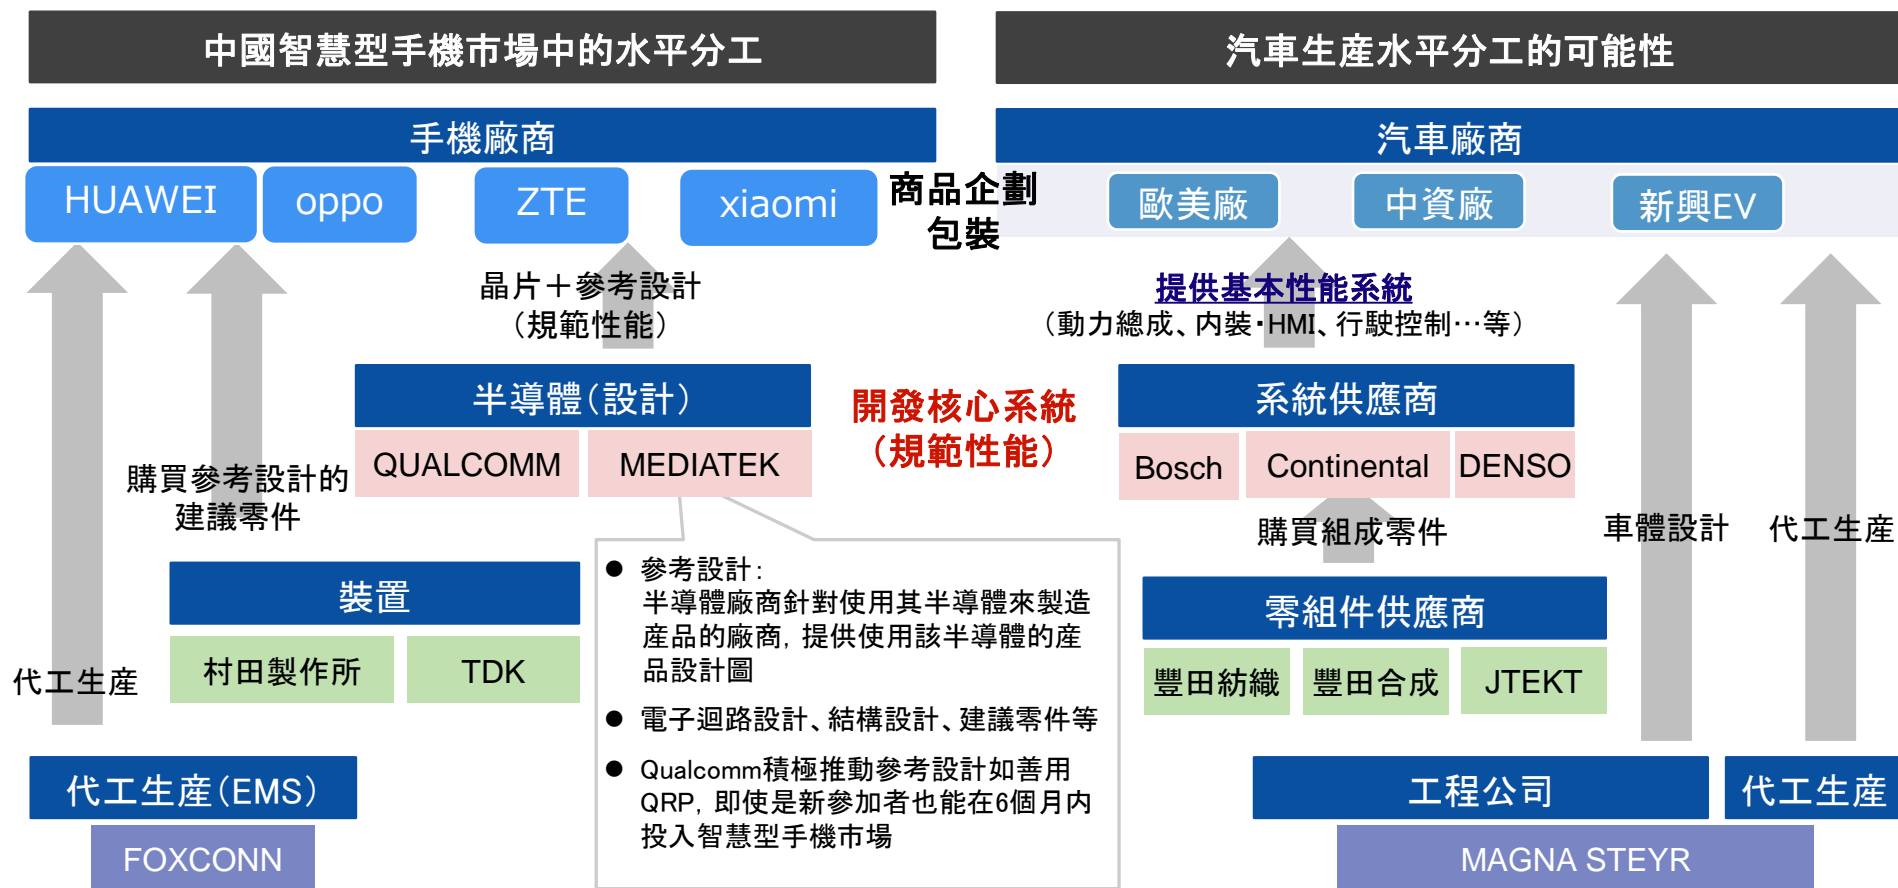 中國智慧型手機市場中的水平分工
手機廠商
HUAWEI
oppo
ZTE
xiaomi
商品企劃
包裝
晶片＋參考設計
（規範性能）
半導體（設計）
QUALCOMM
MEDIATEK
開發核心系統
（規範性能）
購買參考設計的
建議零件
裝置
村田製作所
TDK
代工生産
代工生産（EMS）
FOXCONN
● 參考設計：
半導體廠商針對使用其半導體來製造
産品的廠商，提供使用該半導體的産
品設計圖
● 電子迴路設計、結構設計、建議零件等
● Qualcomm積極推動參考設計如善用
QRP，即使是新參加者也能在6個月内
投入智慧型手機市場
汽車生産水平分工的可能性
汽車廠商
歐美廠
中資廠
新興EV
提供基本性能系統
（動力總成、内裝・HMI、行駛控制…等）
系統供應商
Bosch
Continental
DENSO
購買組成零件
車體設計
代工生産
零組件供應商
豐田紡織
豐田合成
JTEKT
工程公司
代工生産
MAGNA STEYR